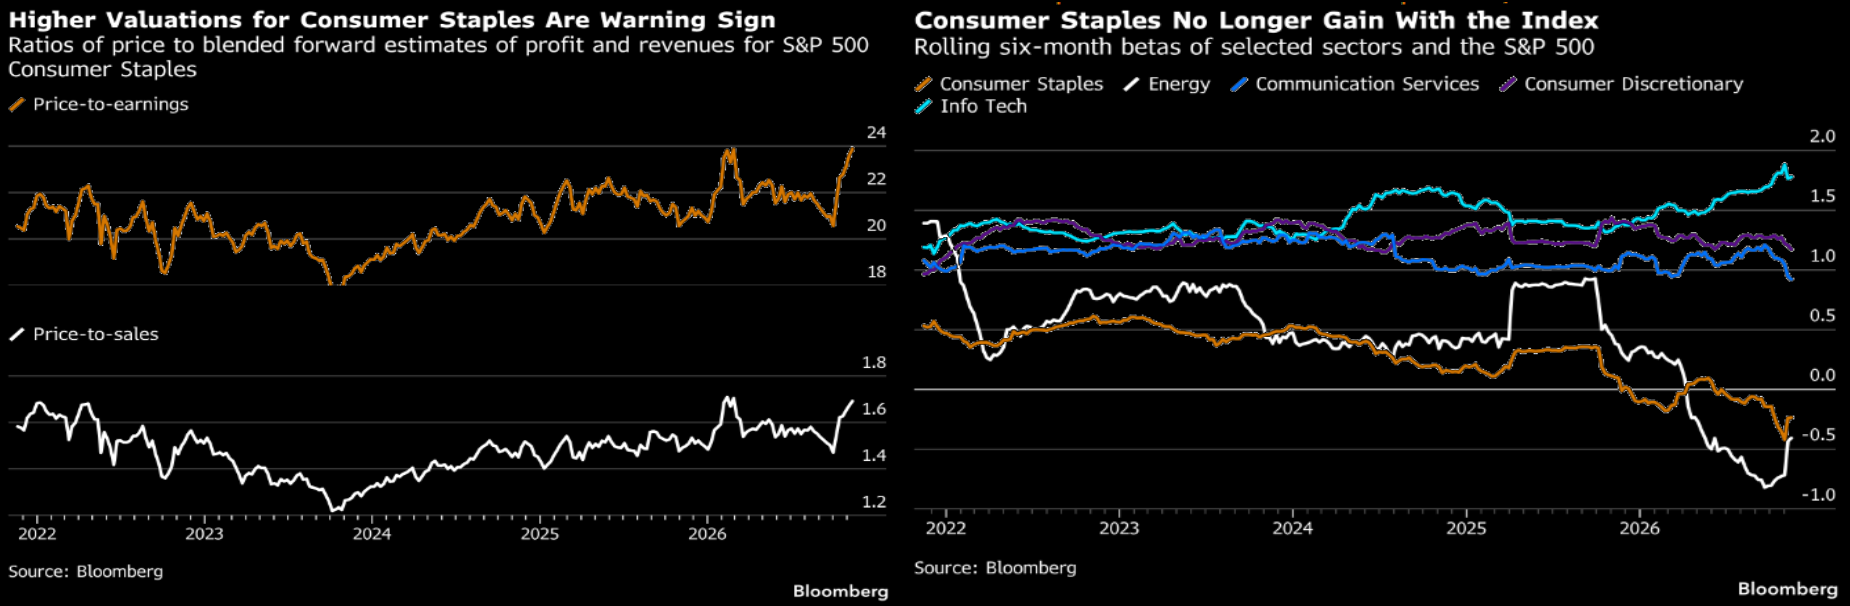 Higher Valuations for Consumer Staples Are Warning Sign
Ratios of price to blended forward estimates of profit and revenues for S&P 500
Consumer Staples
Price-to-earnings
24
22
20
18
Price-to-sales
1.8
1.6
1.4
1.2
2022 2023 2024 2025 2026
Source: Bloomberg
Bloomberg
Consumer Staples No Longer Gain With the Index
Rolling six-month betas of selected sectors and the S&P 500
Consumer Staples Energy Communication Services Consumer Discretionary
Info Tech
2.0
1.5
1.0
0.5
0.0
-0.5
-1.0
2022 2023 2024 2025 2026
Source: Bloomberg
Bloomberg